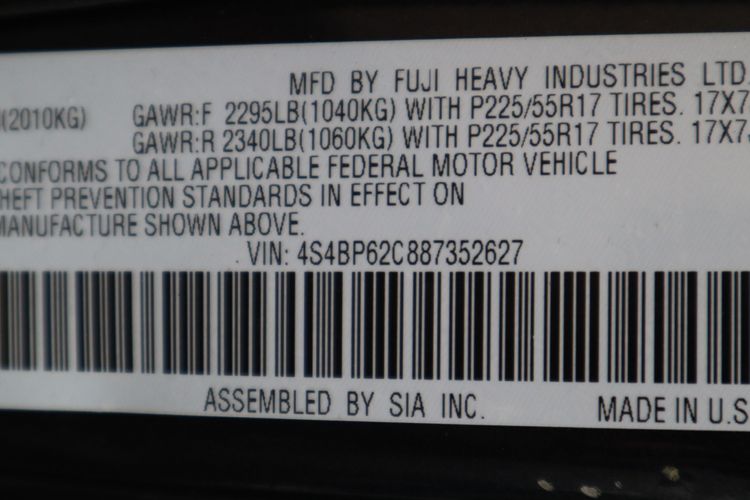 MFD BY FUJI HEAVY INDUSTRIES LTD.
(2010KG) GAWR:F 2295LB(1040KG) WITH P225/55R17 TIRES. 17X7
GAWR:R 2340LB(1060KG) WITH P225/55R17 TIRES. 17X7
CONFORMS TO ALL APPLICABLE FEDERAL MOTOR VEHICLE
HEFT PREVENTION STANDARDS IN EFFECT ON
MANUFACTURE SHOWN ABOVE.
VIN: 4S4BP62C887352627
ASSEMBLED BY SIA INC. MADE IN U.S